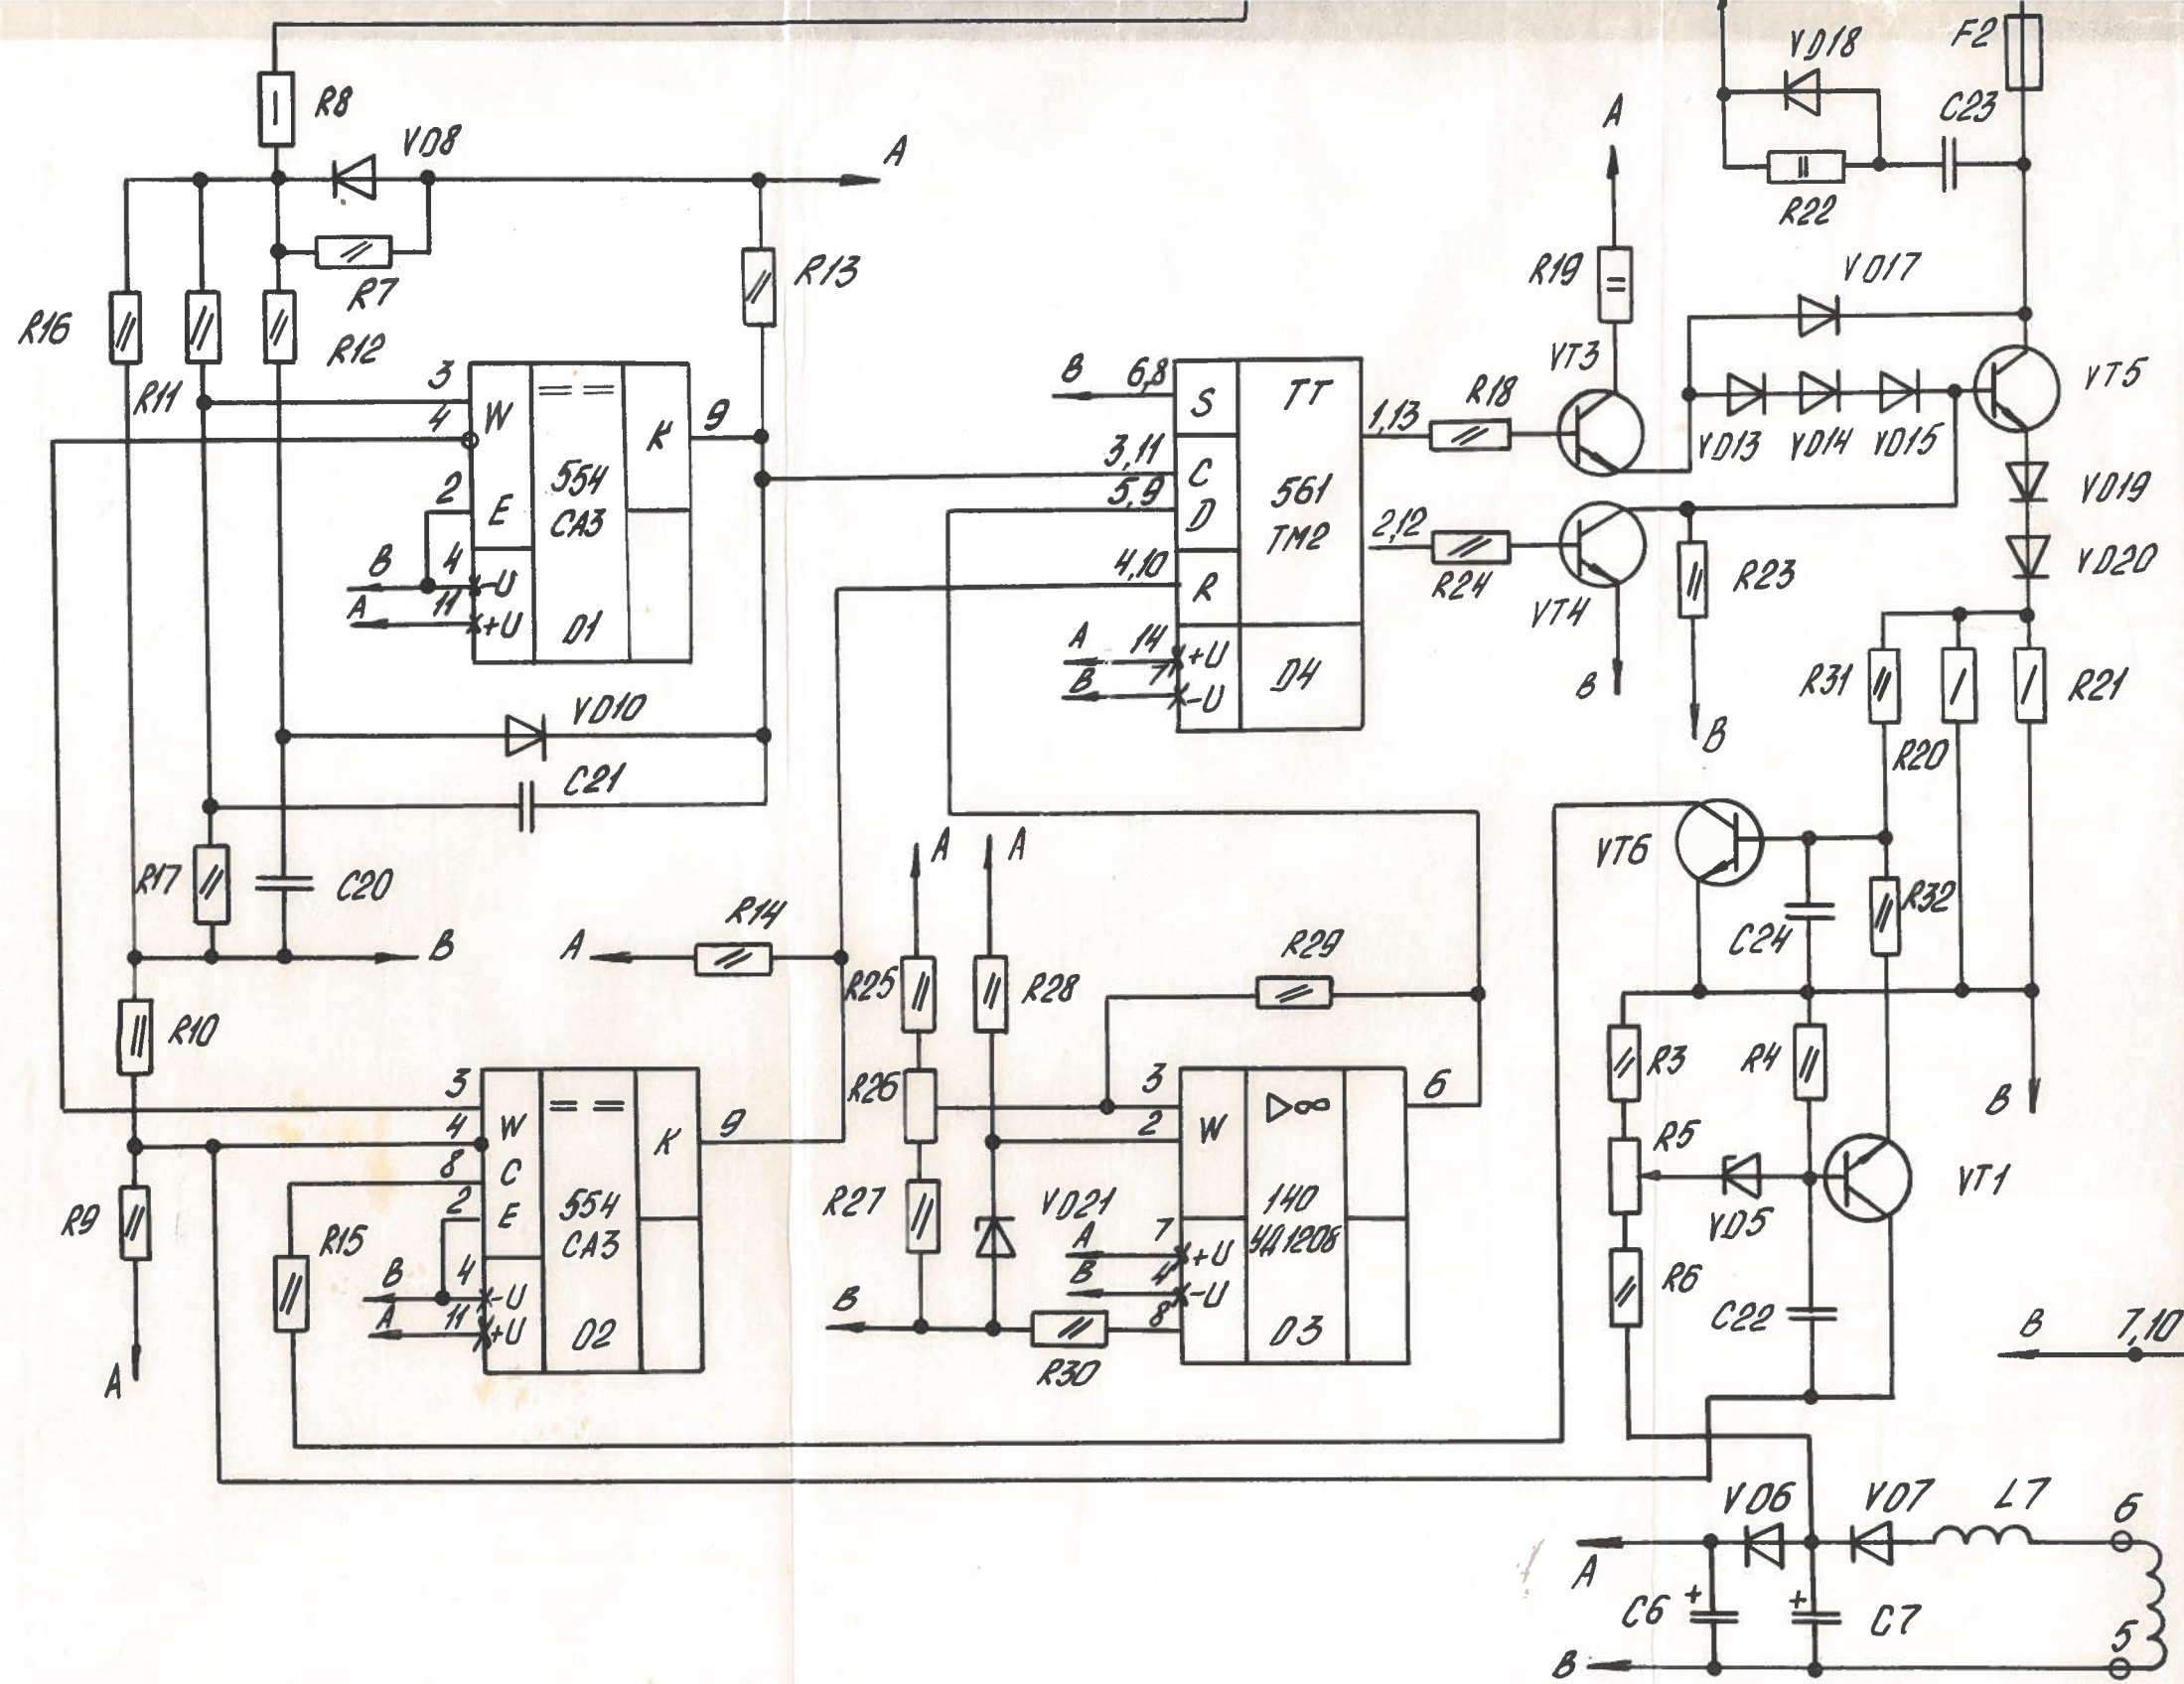 VD18
F2
R8
C23
VD8
A
A
R22
R19
VD17
R13
R7
R16
R12
R11
3
4
W
K
9
554
CA3
2
E
B
4
-U
A
11
+U
D1
B
6,8
S
TT
1,13
R18
VT3
VD13
VD14
VD15
VT5
3,11
C
5,9
D
561
TM2
2,12
R24
VT4
R23
VD19
VD20
4,10
R
A
14
+U
B
7
-U
D4
B
B
R31
R20
R21
VD10
C21
R17
C20
B
A
R14
A
A
VT6
C24
R32
R25
R28
R29
R10
R26
R3
R4
B
3
4
W
K
9
8
C
2
E
554
CA3
B
4
-U
A
11
+U
D2
R9
R15
A
3
2
W
▷∞
6
R27
VD21
140
УД1208
A
7
+U
B
4
-U
8
D3
B
R30
R5
VD5
VT1
R6
C22
B
7,10
VD6
VD7
L7
6
A
C6
+
+
C7
5
B